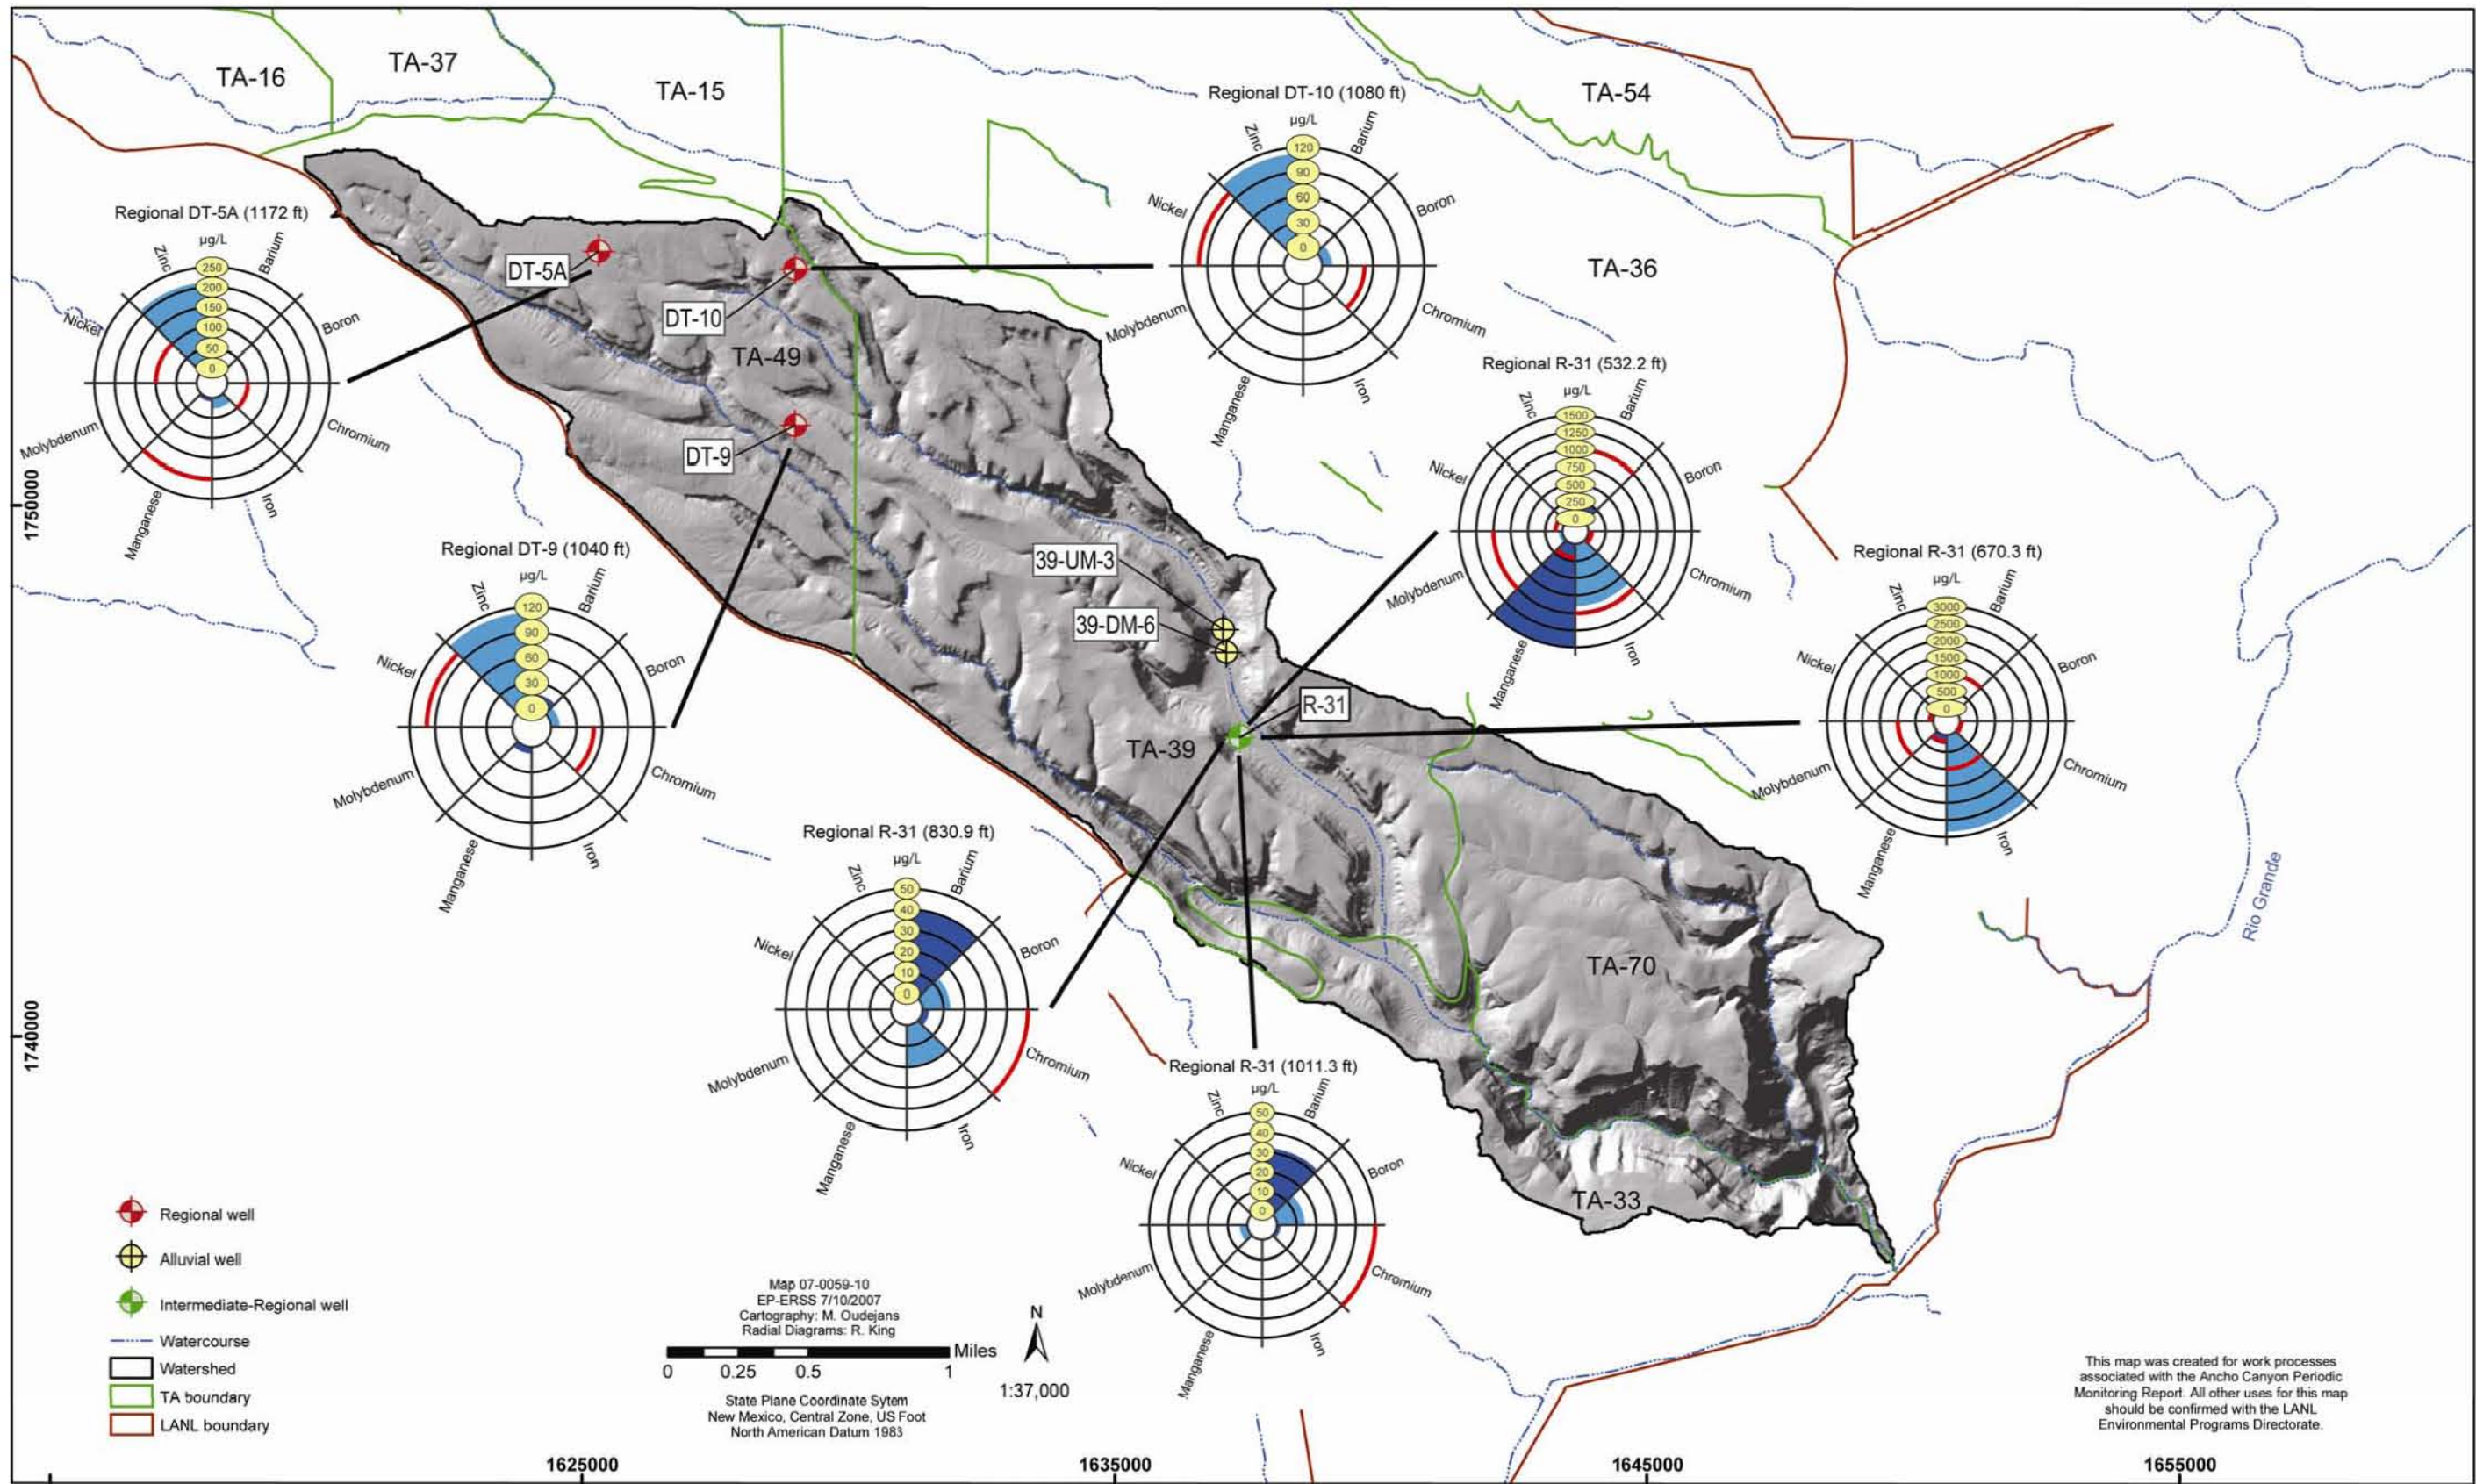 TA-16
TA-37
TA-15
TA-54
TA-36
TA-49
TA-39
TA-70
TA-33
Rio Grande
DT-5A
DT-10
DT-9
39-UM-3
39-DM-6
R-31
Regional DT-5A (1172 ft)
µg/L
250
200
150
100
50
0
Zinc
Barium
Nickel
Boron
Molybdenum
Chromium
Manganese
Iron
Regional DT-10 (1080 ft)
µg/L
120
90
60
30
0
Zinc
Barium
Nickel
Boron
Molybdenum
Chromium
Manganese
Iron
Regional DT-9 (1040 ft)
µg/L
120
90
60
30
0
Zinc
Barium
Nickel
Boron
Molybdenum
Chromium
Manganese
Iron
Regional R-31 (532.2 ft)
µg/L
1500
1250
1000
750
500
250
0
Zinc
Barium
Nickel
Boron
Molybdenum
Chromium
Manganese
Iron
Regional R-31 (670.3 ft)
µg/L
3000
2500
2000
1500
1000
500
0
Zinc
Barium
Nickel
Boron
Molybdenum
Chromium
Manganese
Iron
Regional R-31 (830.9 ft)
µg/L
50
40
30
20
10
0
Zinc
Barium
Nickel
Boron
Molybdenum
Chromium
Manganese
Iron
Regional R-31 (1011.3 ft)
µg/L
50
40
30
20
10
0
Zinc
Barium
Nickel
Boron
Molybdenum
Chromium
Manganese
Iron
1750000
1740000
Regional well
Alluvial well
Intermediate-Regional well
Watercourse
Watershed
TA boundary
LANL boundary
Map 07-0059-10
EP-ERSS 7/10/2007
Cartography: M. Oudejans
Radial Diagrams: R. King
Miles
0 0.25 0.5 1
N
1:37,000
State Plane Coordinate Sytem
New Mexico, Central Zone, US Foot
North American Datum 1983
This map was created for work processes
associated with the Ancho Canyon Periodic
Monitoring Report. All other uses for this map
should be confirmed with the LANL
Environmental Programs Directorate.
1625000 1635000 1645000 1655000